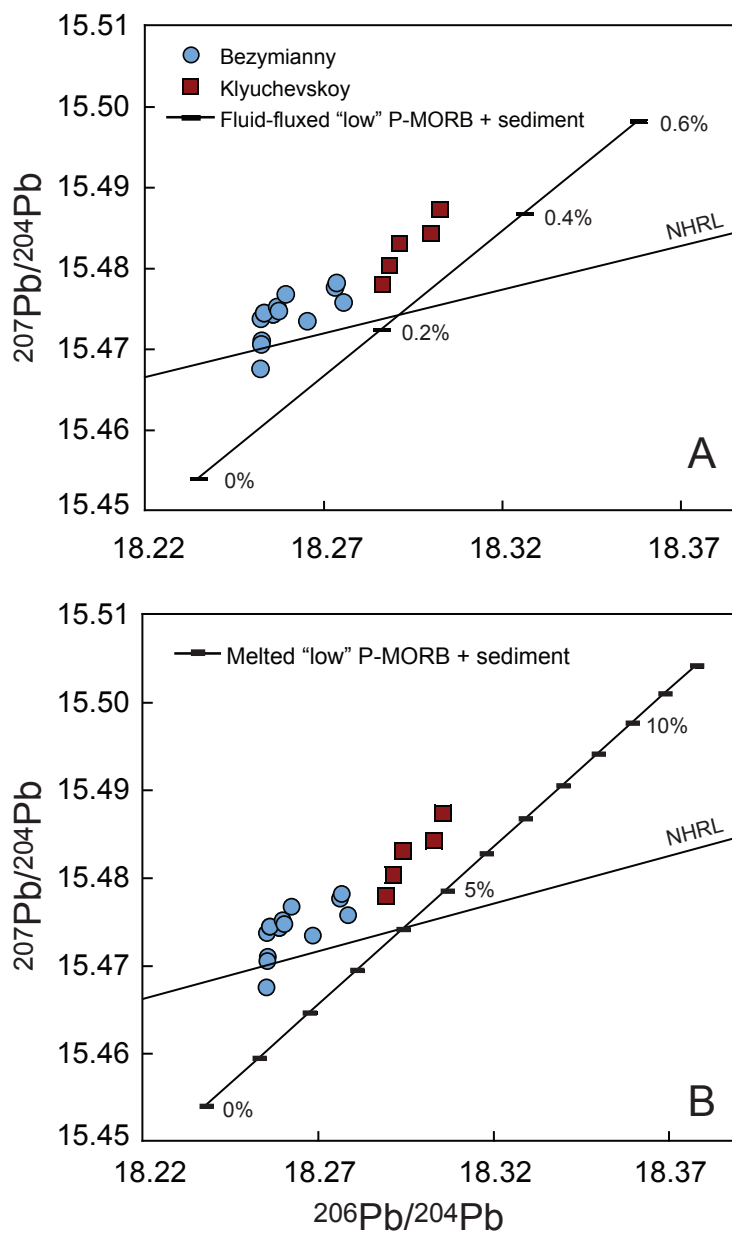 15.51
Bezymianny
Klyuchevskoy
15.50
Fluid-fluxed “low” P-MORB + sediment
0.6%
15.49
0.4%
NHRL
15.48
²⁰⁷Pb/²⁰⁴Pb
15.47
0.2%
15.46
A
0%
15.45
18.22 18.27 18.32 18.37
15.51
Melted “low” P-MORB + sediment
15.50
10%
15.49
NHRL
15.48
5%
²⁰⁷Pb/²⁰⁴Pb
15.47
15.46
0%
B
15.45
18.22 18.27 18.32 18.37
²⁰⁶Pb/²⁰⁴Pb